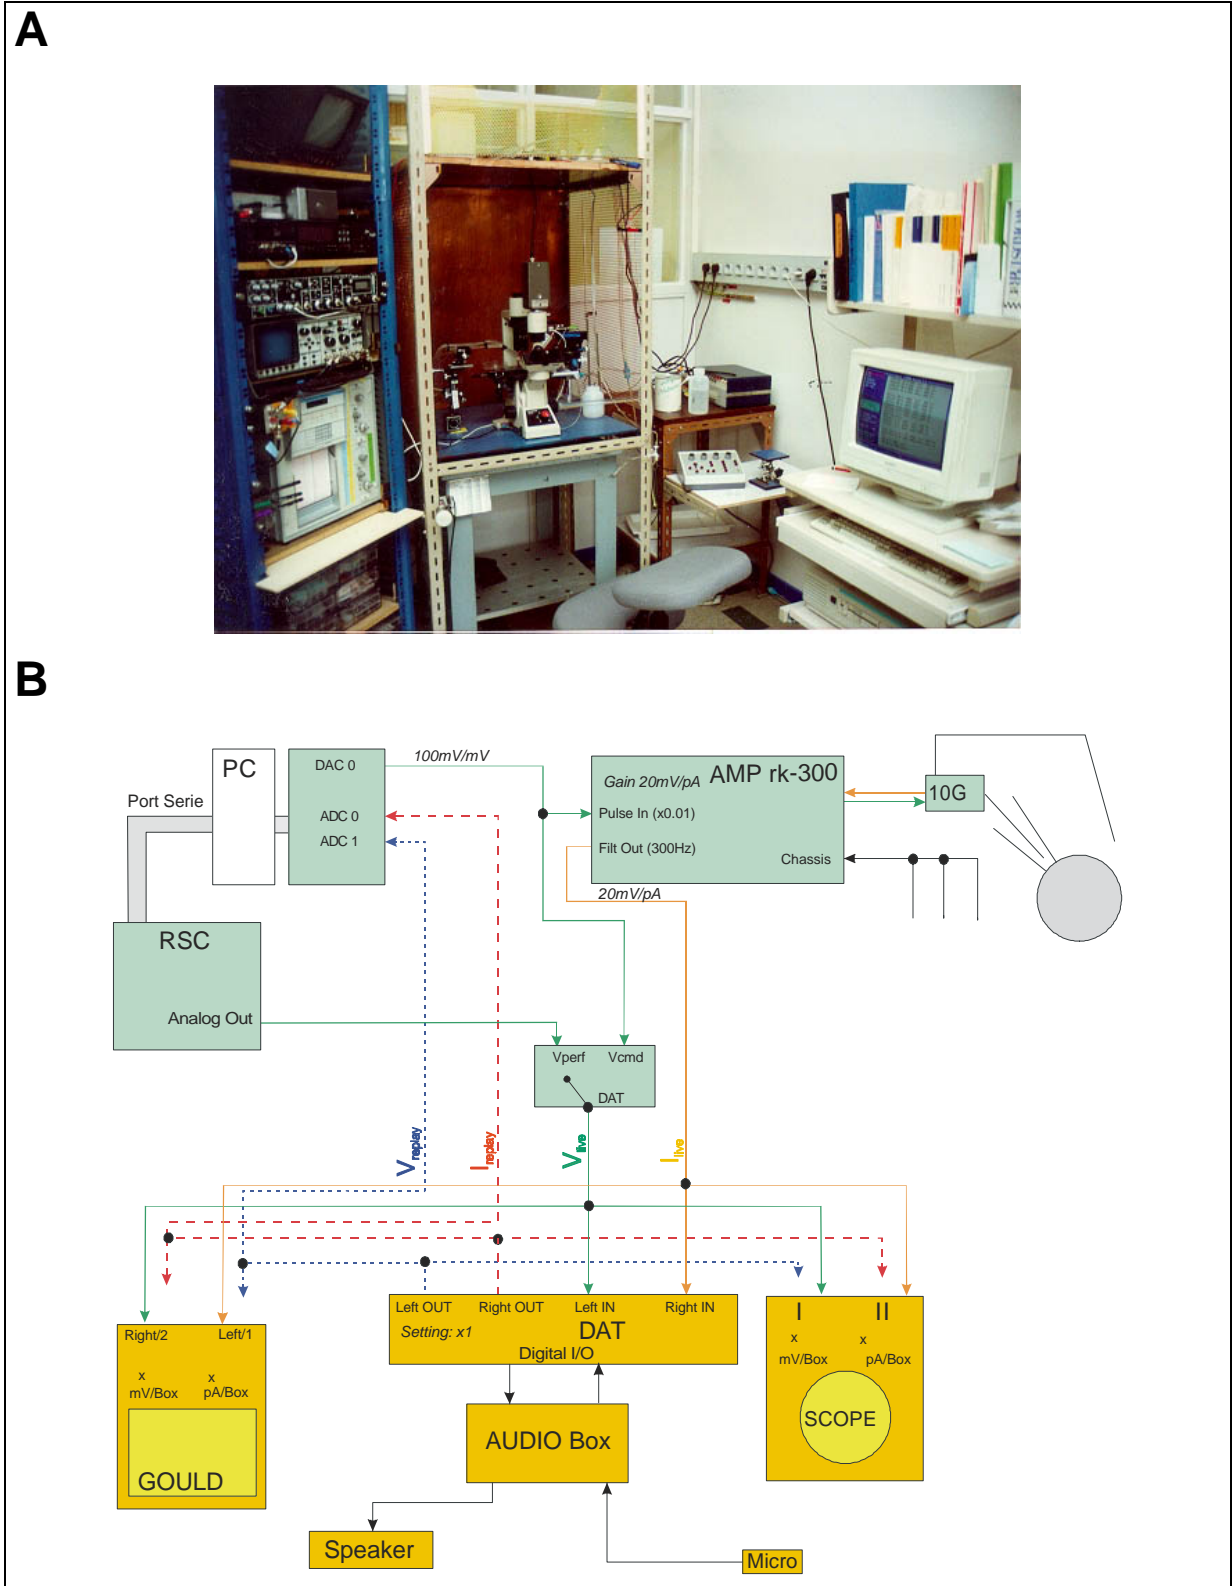 A
B
PC
DAC 0
100mV/mV
Gain 20mV/pA
AMP rk-300
10G
Port Serie
ADC 0
Pulse In (x0.01)
ADC 1
Filt Out (300Hz)
Chassis
20mV/pA
RSC
Analog Out
Vperf
Vcmd
DAT
Vreplay
Ireplay
Vlive
Ilive
Left OUT
Right OUT
Left IN
Right IN
Setting: x1
DAT
Digital I/O
I
II
x
x
mV/Box
pA/Box
SCOPE
Right/2
Left/1
x
x
mV/Box
pA/Box
GOULD
AUDIO Box
Speaker
Micro